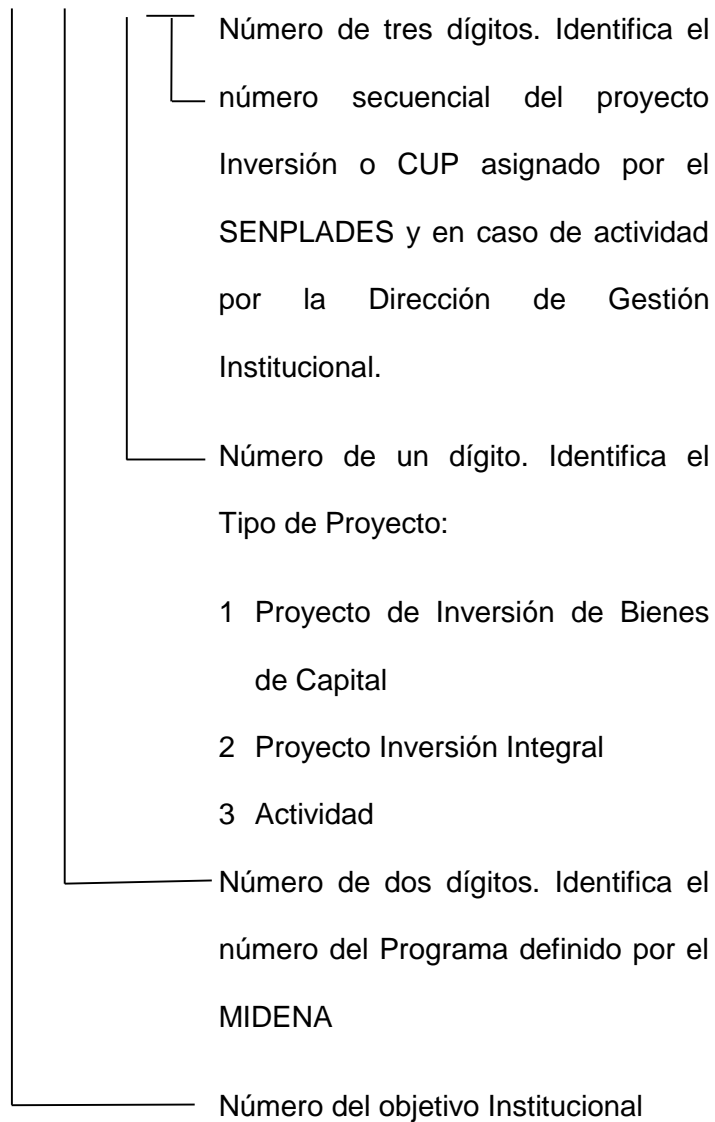 Número de tres dígitos. Identifica el
número secuencial del proyecto
Inversión o CUP asignado por el
SENPLADES y en caso de actividad
por la Dirección de Gestión
Institucional.
Número de un dígito. Identifica el
Tipo de Proyecto:
1 Proyecto de Inversión de Bienes
de Capital
2 Proyecto Inversión Integral
3 Actividad
Número de dos dígitos. Identifica el
número del Programa definido por el
MIDENA
Número del objetivo Institucional